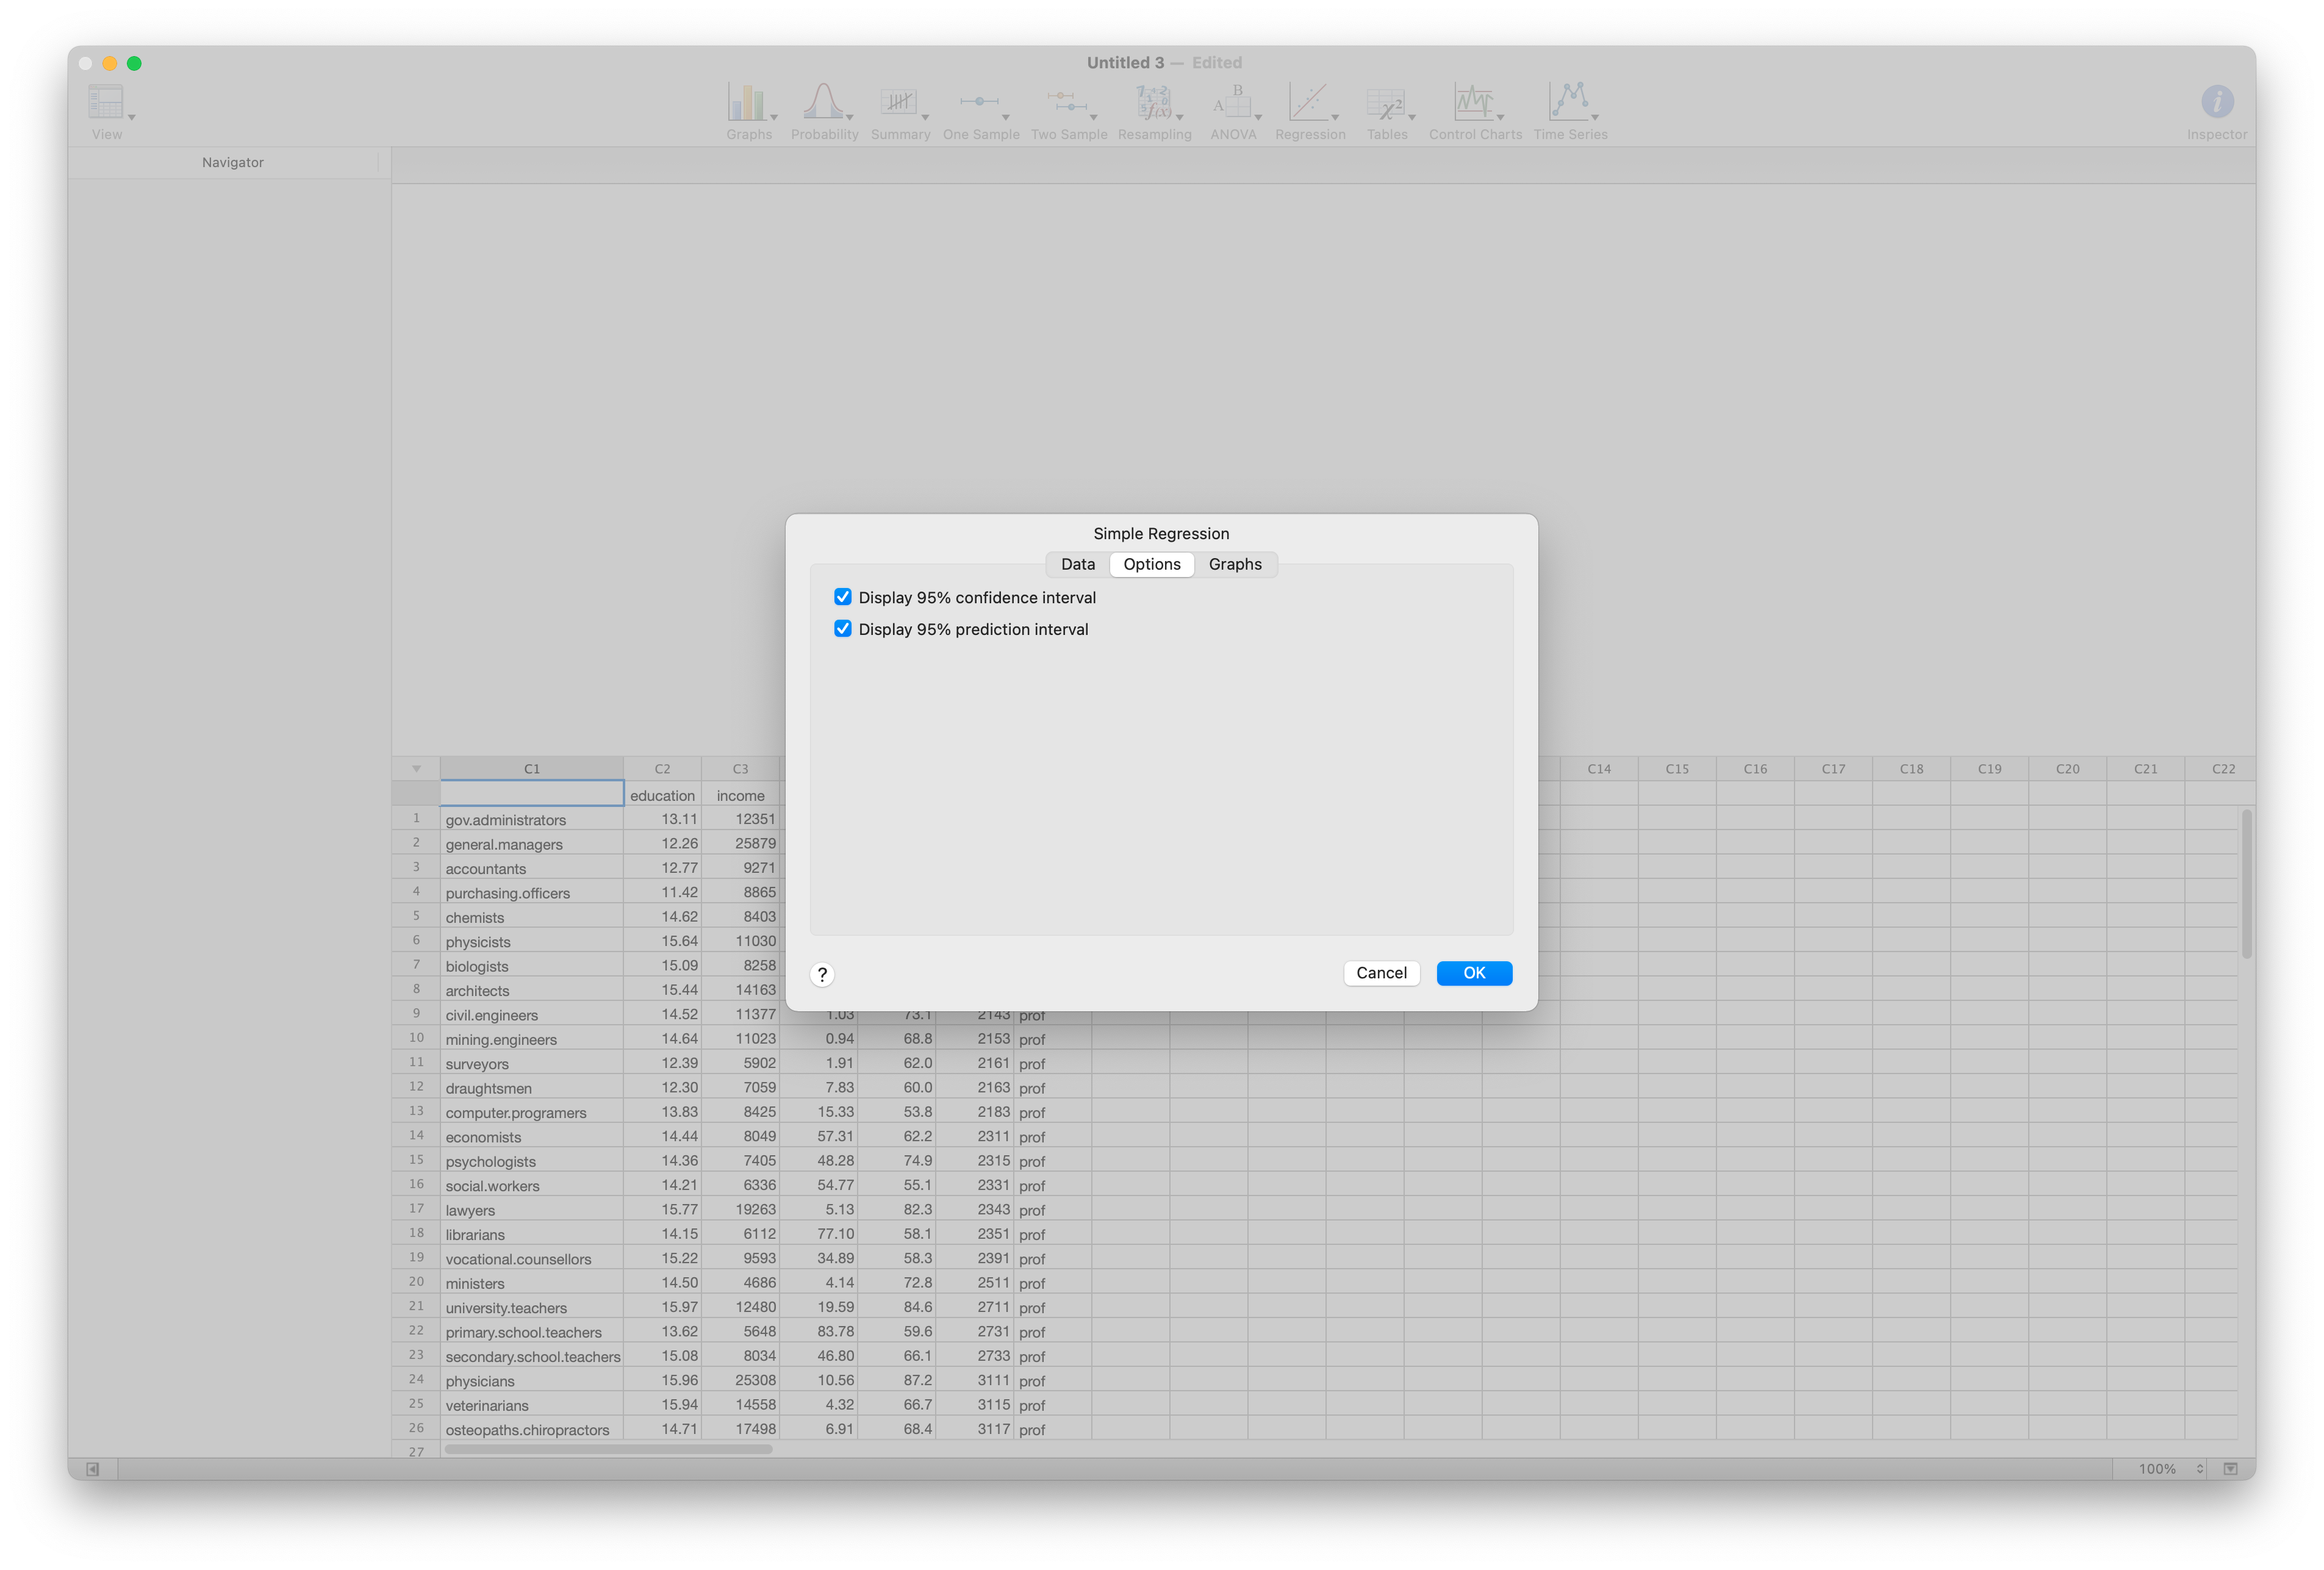 Untitled 3 — Edited
View
Graphs Probability Summary One Sample Two Sample Resampling ANOVA Regression Tables Control Charts Time Series Inspector
Navigator
Simple Regression
Data Options Graphs
Display 95% confidence interval
Display 95% prediction interval
? Cancel OK
C1 C2 C3 C14 C15 C16 C17 C18 C19 C20 C21 C22
education income
1 gov.administrators 13.11 12351
2 general.managers 12.26 25879
3 accountants 12.77 9271
4 purchasing.officers 11.42 8865
5 chemists 14.62 8403
6 physicists 15.64 11030
7 biologists 15.09 8258
8 architects 15.44 14163
9 civil.engineers 14.52 11377 1.03 73.1 2143 prof
10 mining.engineers 14.64 11023 0.94 68.8 2153 prof
11 surveyors 12.39 5902 1.91 62.0 2161 prof
12 draughtsmen 12.30 7059 7.83 60.0 2163 prof
13 computer.programers 13.83 8425 15.33 53.8 2183 prof
14 economists 14.44 8049 57.31 62.2 2311 prof
15 psychologists 14.36 7405 48.28 74.9 2315 prof
16 social.workers 14.21 6336 54.77 55.1 2331 prof
17 lawyers 15.77 19263 5.13 82.3 2343 prof
18 librarians 14.15 6112 77.10 58.1 2351 prof
19 vocational.counsellors 15.22 9593 34.89 58.3 2391 prof
20 ministers 14.50 4686 4.14 72.8 2511 prof
21 university.teachers 15.97 12480 19.59 84.6 2711 prof
22 primary.school.teachers 13.62 5648 83.78 59.6 2731 prof
23 secondary.school.teachers 15.08 8034 46.80 66.1 2733 prof
24 physicians 15.96 25308 10.56 87.2 3111 prof
25 veterinarians 15.94 14558 4.32 66.7 3115 prof
26 osteopaths.chiropractors 14.71 17498 6.91 68.4 3117 prof
27
100%